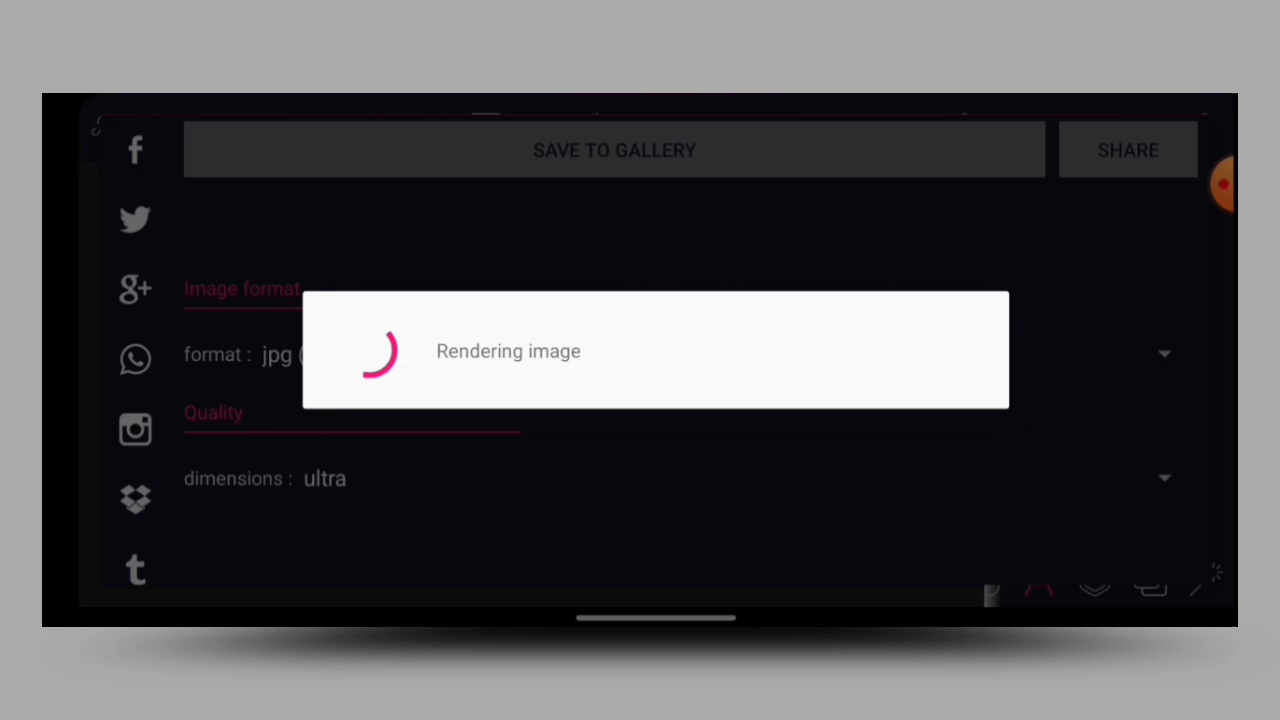 SAVE TO GALLERY
SHARE
Image format
format : jpg
Rendering image
Quality
dimensions : ultra